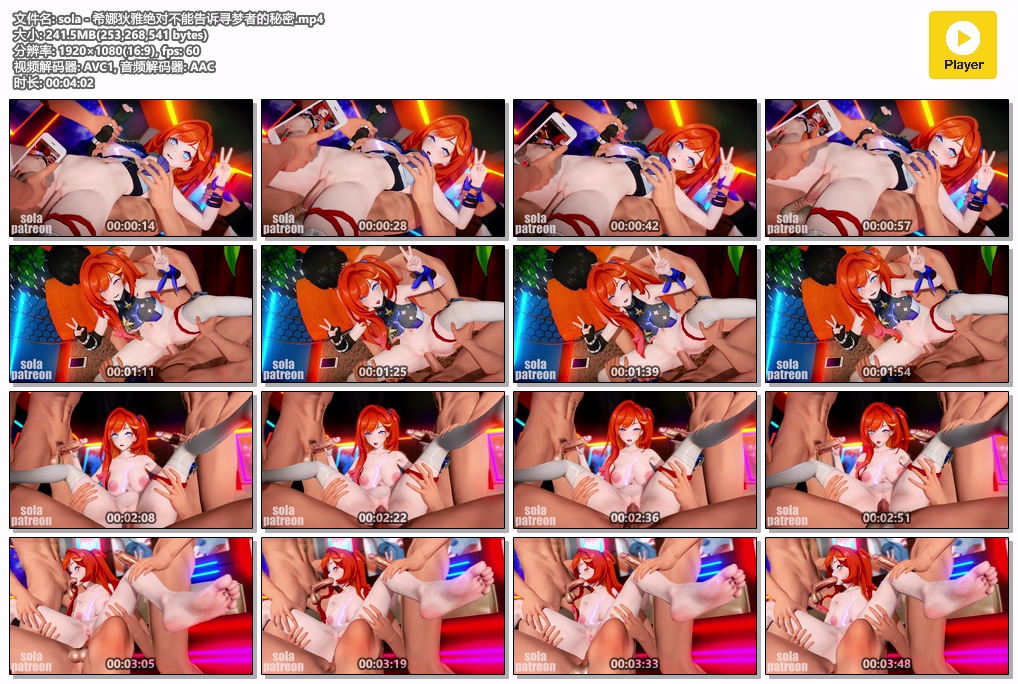 文件名: sola - 希娜狄雅绝对不能告诉寻梦者的秘密.mp4
大小: 241.5MB(253,268,541 bytes)
分辨率: 1920×1080(16:9), fps: 60
视频解码器: AVC1, 音频解码器: AAC
时长: 00:04:02
Player
sola
patreon
00:00:14
sola
patreon
00:00:28
sola
patreon
00:00:42
sola
patreon
00:00:57
sola
patreon
00:01:11
sola
patreon
00:01:25
sola
patreon
00:01:39
sola
patreon
00:01:54
sola
patreon
00:02:08
sola
patreon
00:02:22
sola
patreon
00:02:36
sola
patreon
00:02:51
sola
patreon
00:03:05
sola
patreon
00:03:19
sola
patreon
00:03:33
sola
patreon
00:03:48